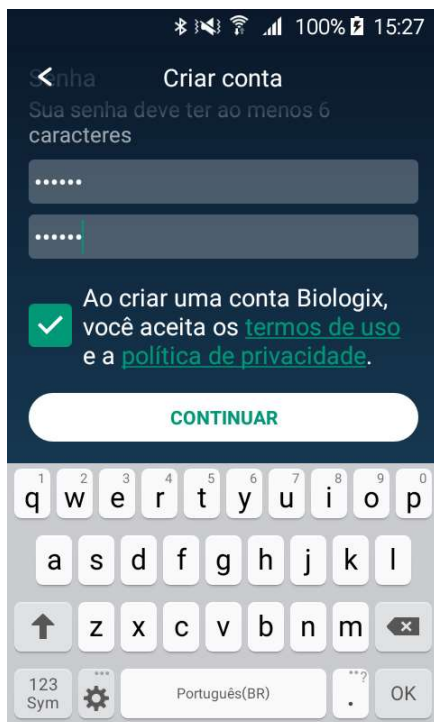 100% 15:27
Senha
Criar conta
Sua senha deve ter ao menos 6
caracteres
••••••
••••••
Ao criar uma conta Biologix,
você aceita os termos de uso
e a política de privacidade.
CONTINUAR
1 2 3 4 5 6 7 8 9 0
q w e r t y u i o p
a s d f g h j k l
z x c v b n m
123
Sym
Português(BR)
. ? OK